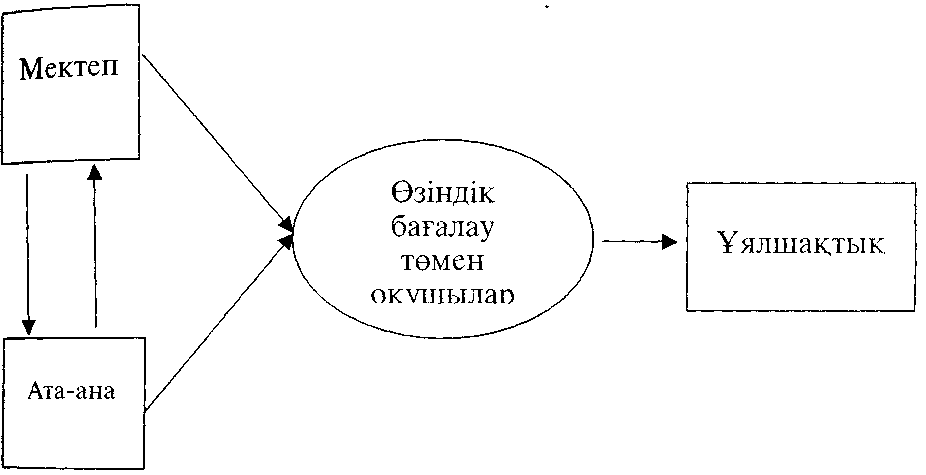 Мектеп
Өзіндік
бағалау
төмен
оқушылар
Ұялшақтық
Ата-ана